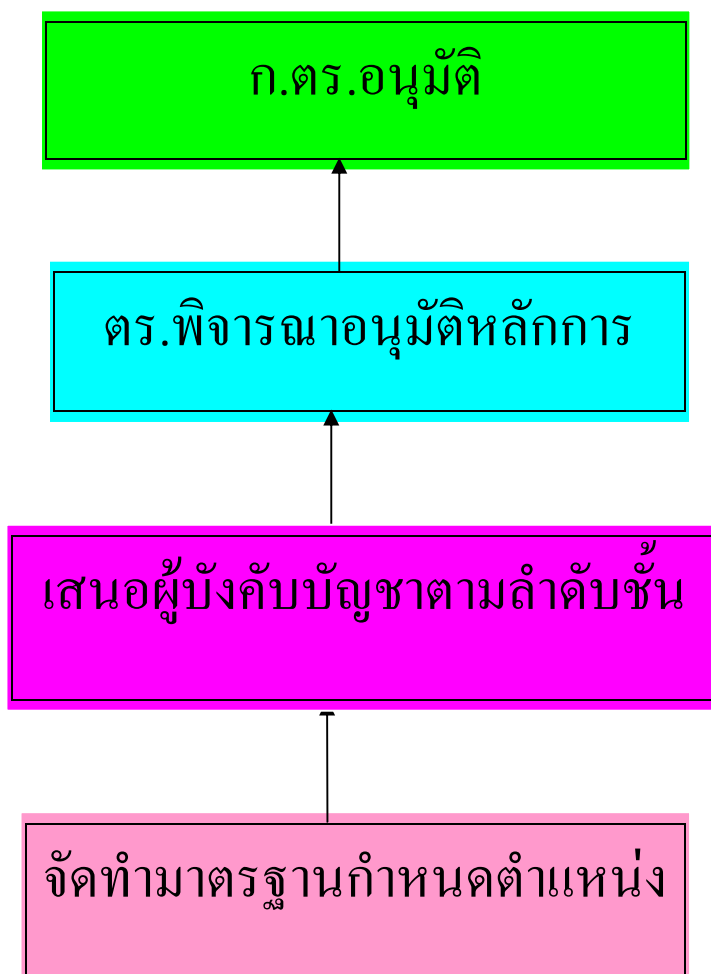 ก.ตร.อนุมัติ
ตร.พิจารณาอนุมัติหลักการ
เสนอผู้บังคับบัญชาตามลำดับชั้น
จัดทำมาตรฐานกำหนดตำแหน่ง